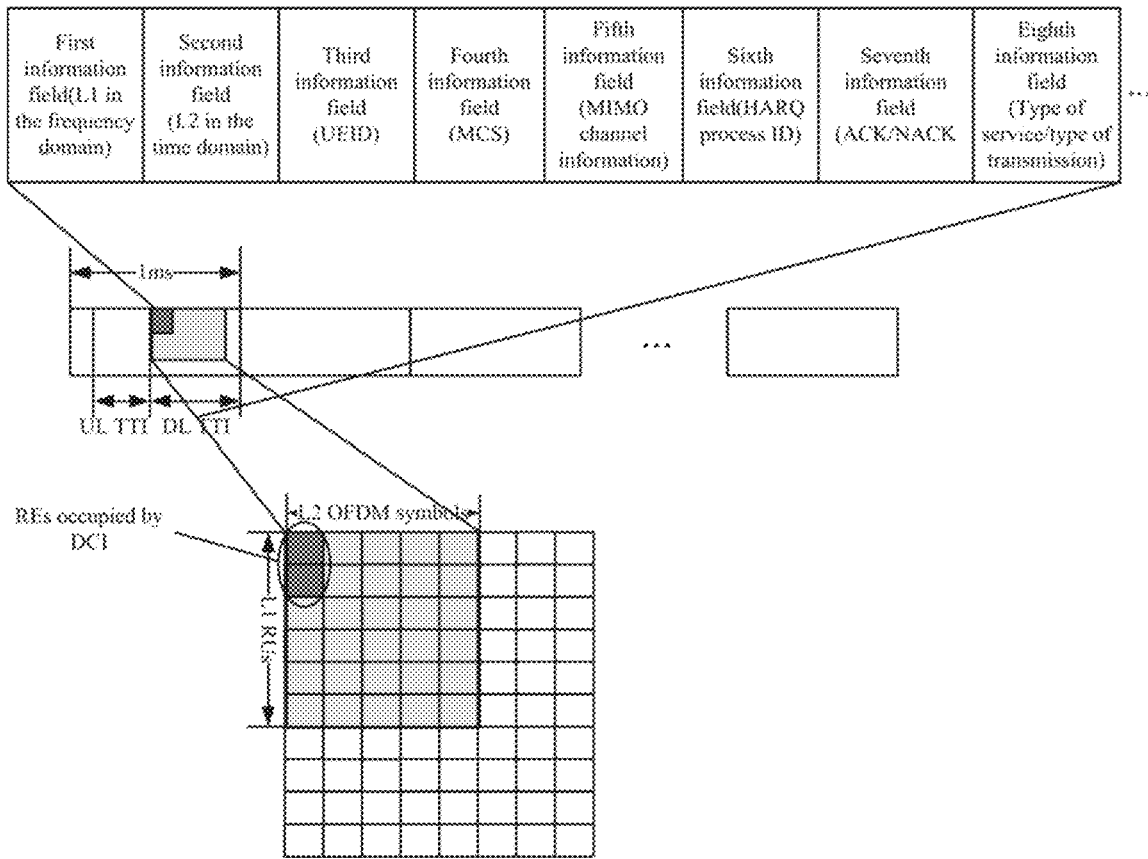 First
information
field(L1 in
the frequency
domain)
Second
information
field
(L2 in the
time domain)
Third
information
field
(UEID)
Fourth
information
field
(MCS)
Fifth
information
field
(MIMO
channel
information)
Sixth
information
field(HARQ
process ID)
Seventh
information
field
(ACK/NACK
Eighth
information
field
(Type of
service/type of
transmission)
...
1ms
...
UL TTI
DL TTI
L2 OFDM symbols
REs occupied by
DCI
L1 RUs